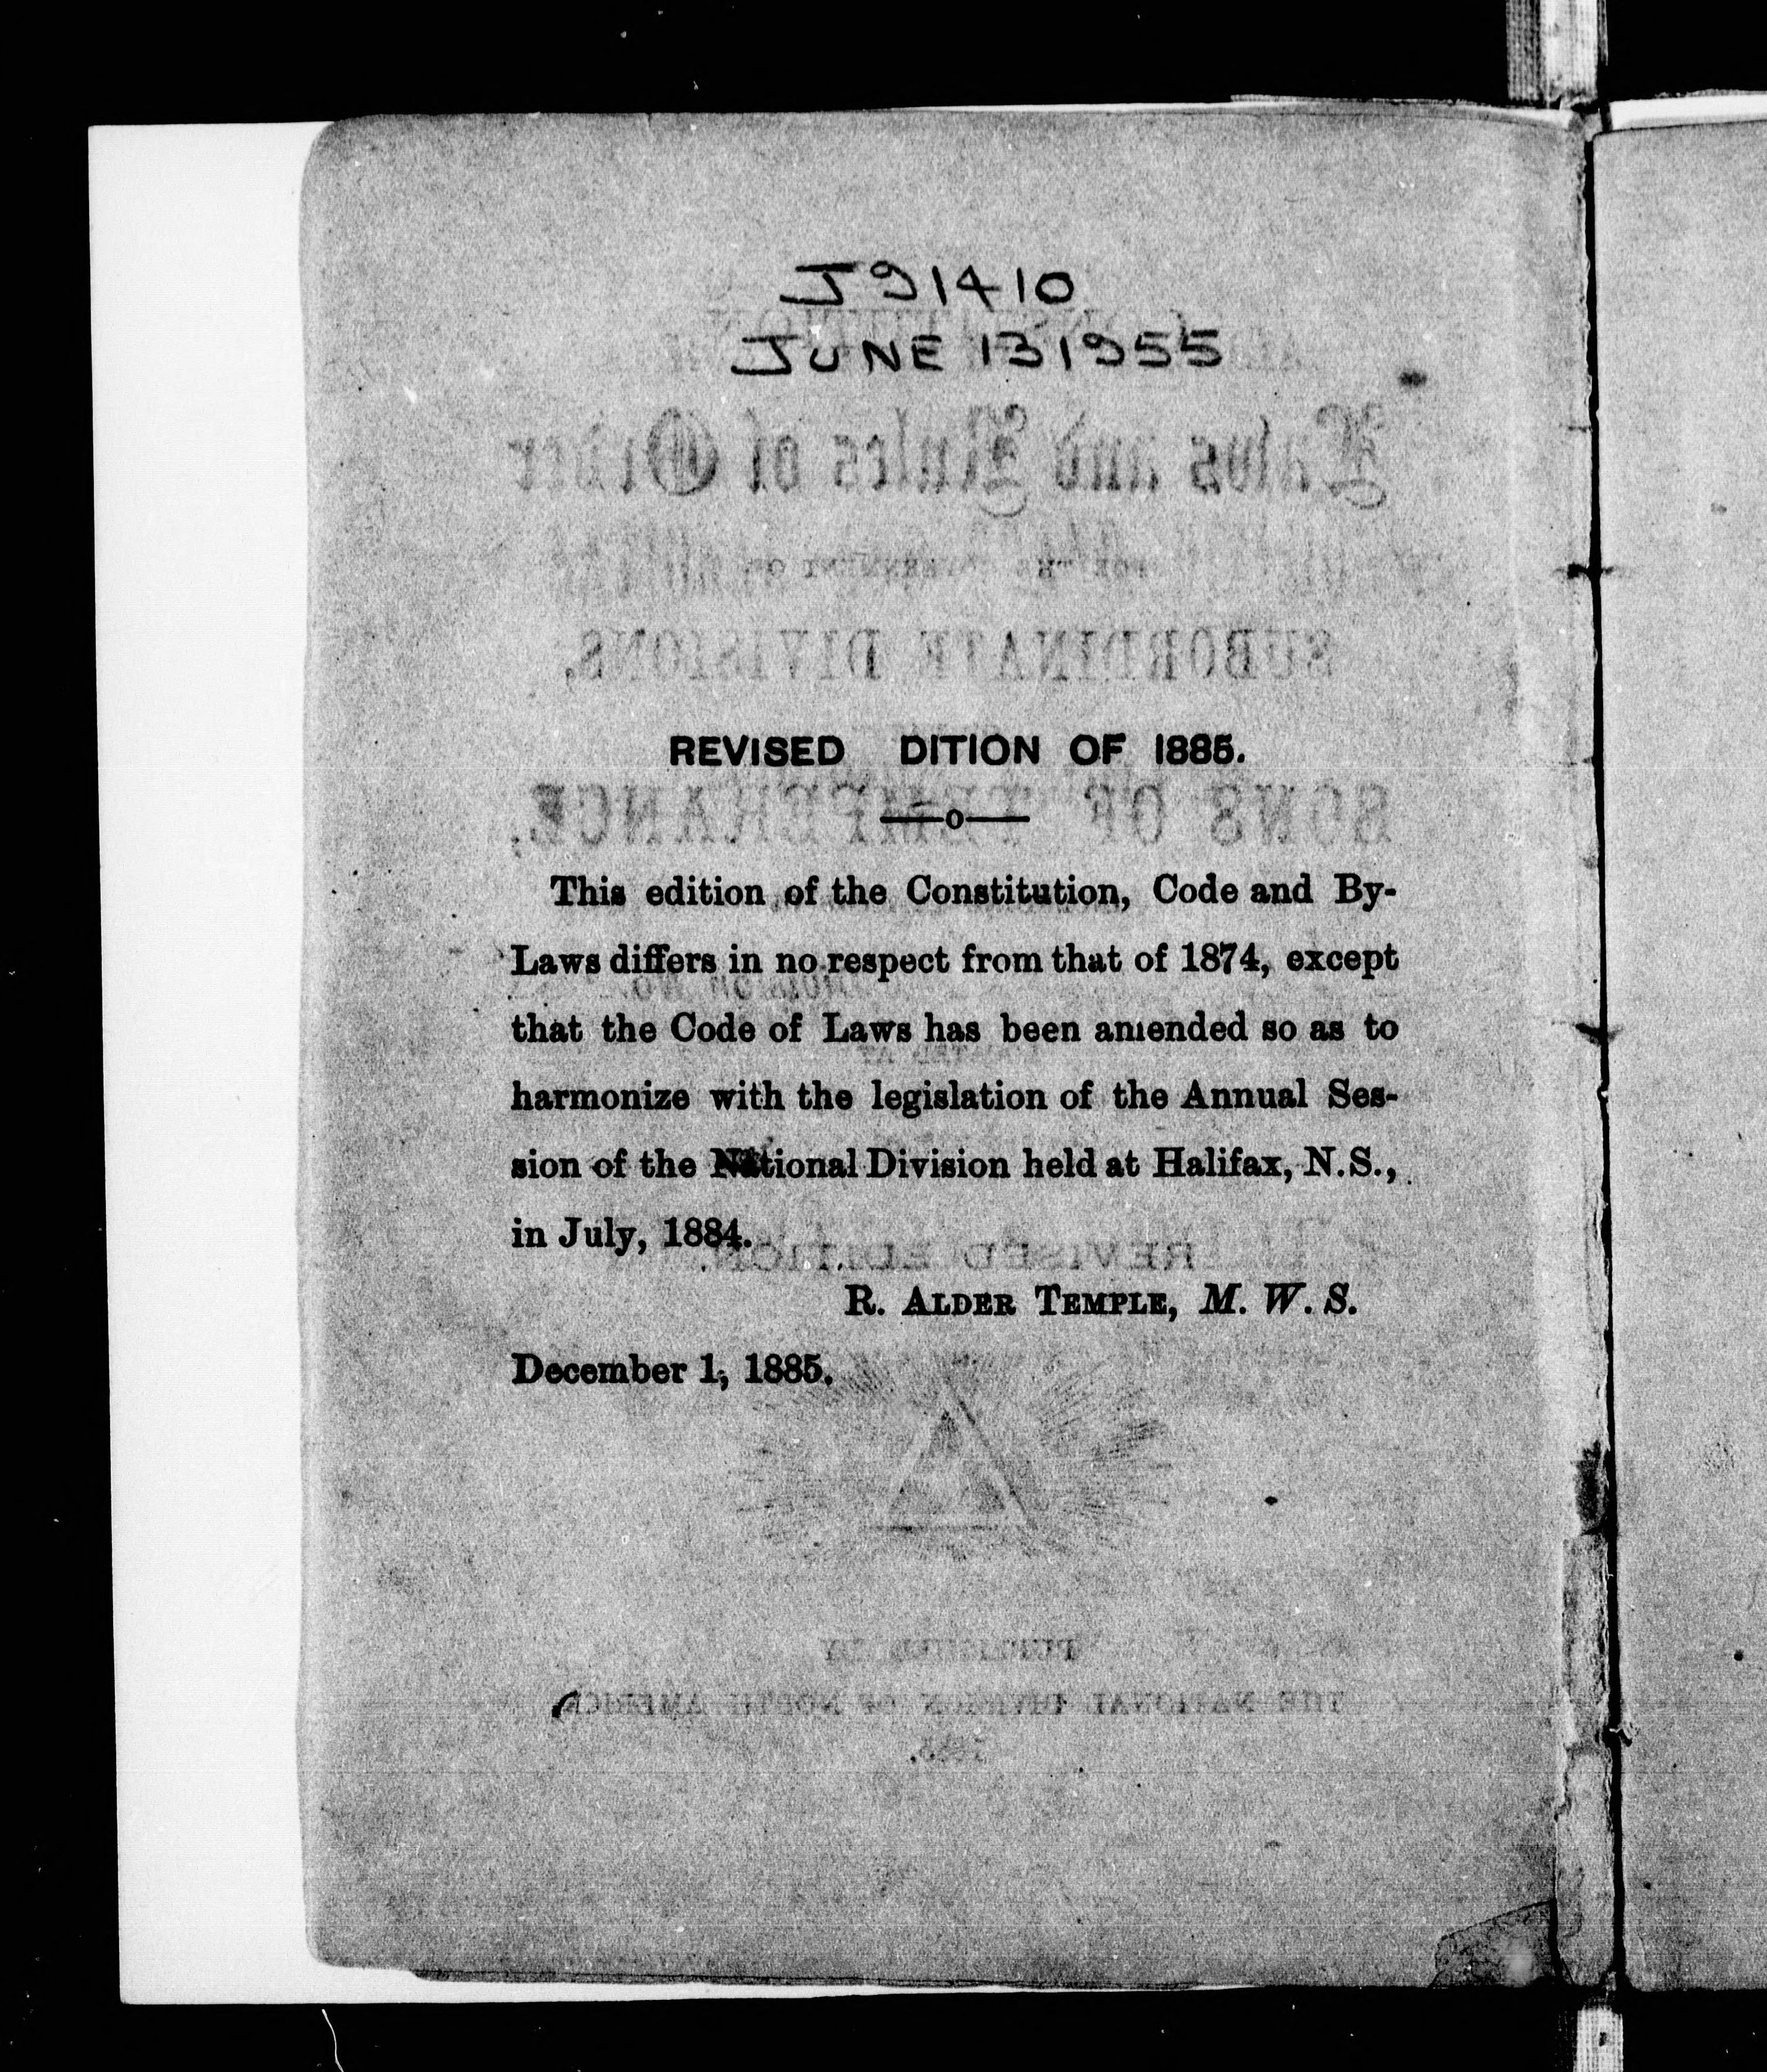 J91410
JUNE 13 1955
REVISED DITION OF 1885.
—o—
This edition of the Constitution, Code and By-
Laws differs in no respect from that of 1874, except
that the Code of Laws has been amended so as to
harmonize with the legislation of the Annual Ses-
sion of the National Division held at Halifax, N.S.,
in July, 1884.
R. ALDER TEMPLE, M. W. S.
December 1, 1885.